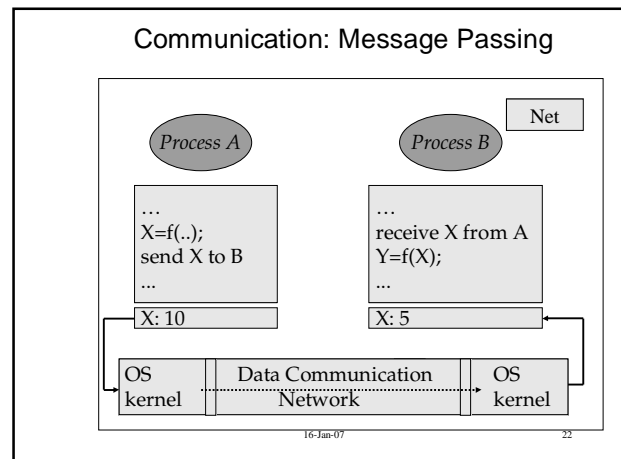 Communication: Message Passing
Net
Process A
Process B
…
X=f(..);
send X to B
...
…
receive X from A
Y=f(X);
...
X: 10
X: 5
OS
kernel
Data Communication
Network
OS
kernel
16-Jan-07
22